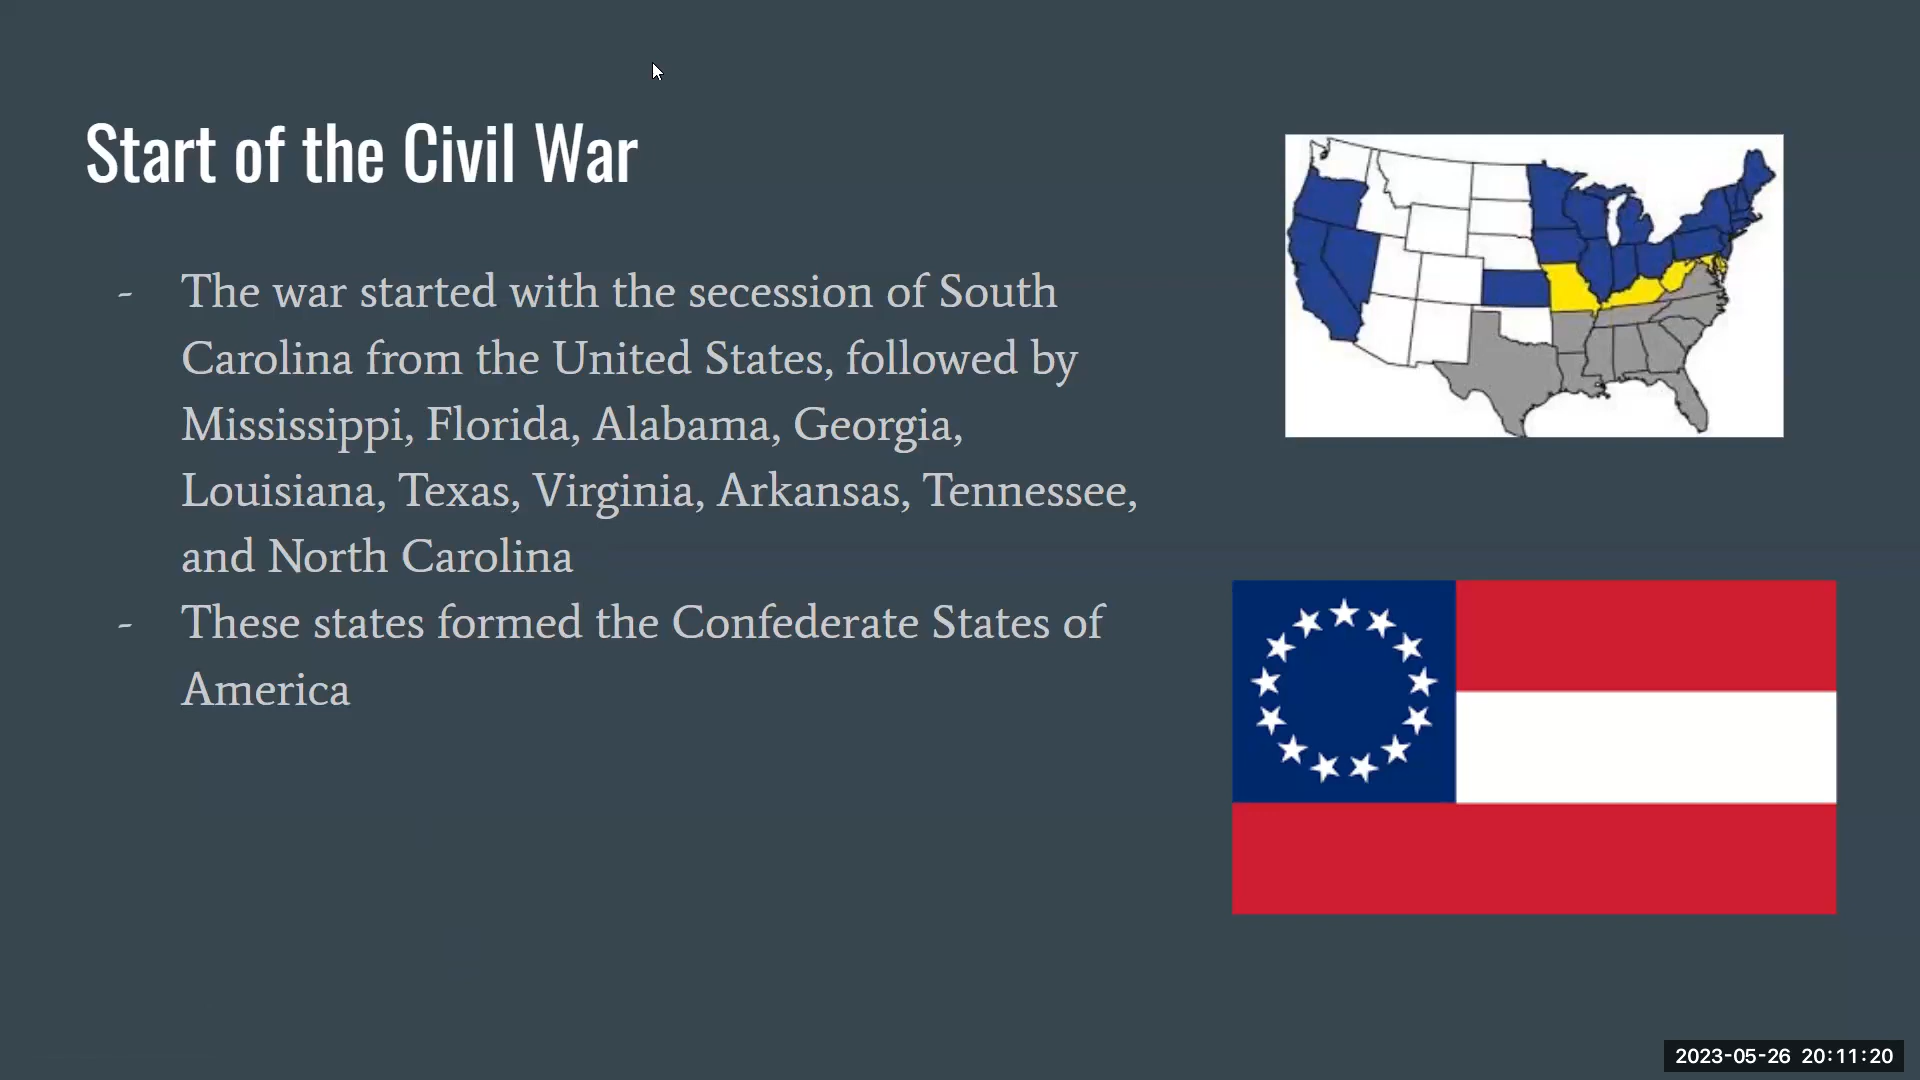 Start of the Civil War
- The war started with the secession of South
Carolina from the United States, followed by
Mississippi, Florida, Alabama, Georgia,
Louisiana, Texas, Virginia, Arkansas, Tennessee,
and North Carolina
- These states formed the Confederate States of
America
2023-05-26 20:11:20